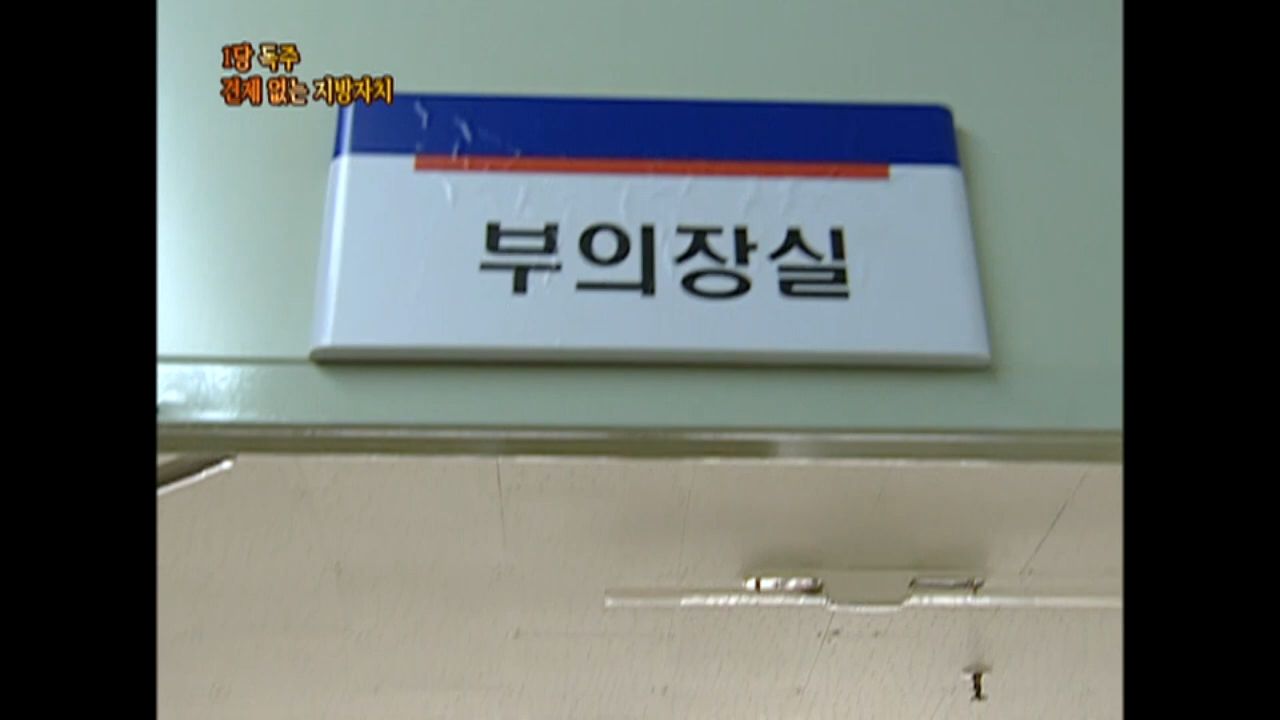 1당 독주
견제 없는 지방자치
부의장실